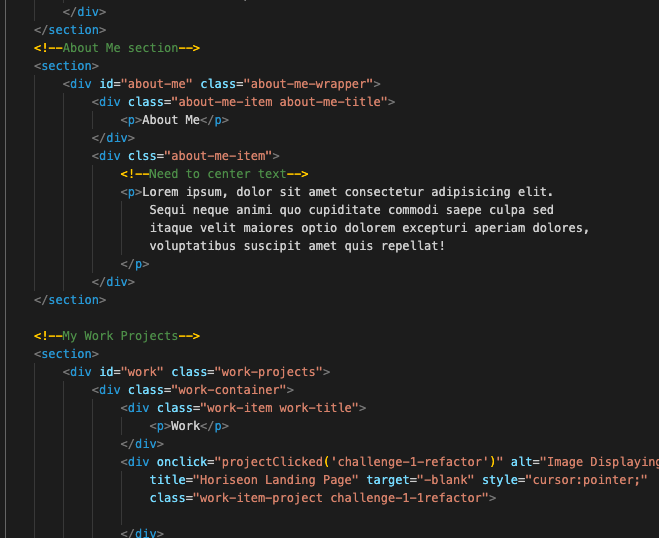 </div>
</section>
<!--About Me section-->
<section>
<div id="about-me" class="about-me-wrapper">
<div class="about-me-item about-me-title">
<p>About Me</p>
</div>
<div clss="about-me-item">
<!--Need to center text-->
<p>Lorem ipsum, dolor sit amet consectetur adipisicing elit.
Sequi neque animi quo cupiditate commodi saepe culpa sed
itaque velit maiores optio dolorem excepturi aperiam dolores,
voluptatibus suscipit amet quis repellat!
</p>
</div>
</section>
<!--My Work Projects-->
<section>
<div id="work" class="work-projects">
<div class="work-container">
<div class="work-item work-title">
<p>Work</p>
</div>
<div onclick="projectClicked('challenge-1-refactor')" alt="Image Displaying
title="Horiseon Landing Page" target="-blank" style="cursor:pointer;"
class="work-item-project challenge-1-1refactor">
</div>